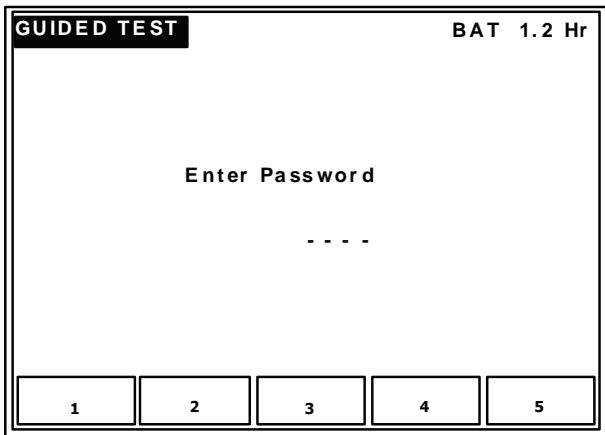 GUIDED TEST BAT 1.2 Hr
Enter Password
- - - -
1 2 3 4 5